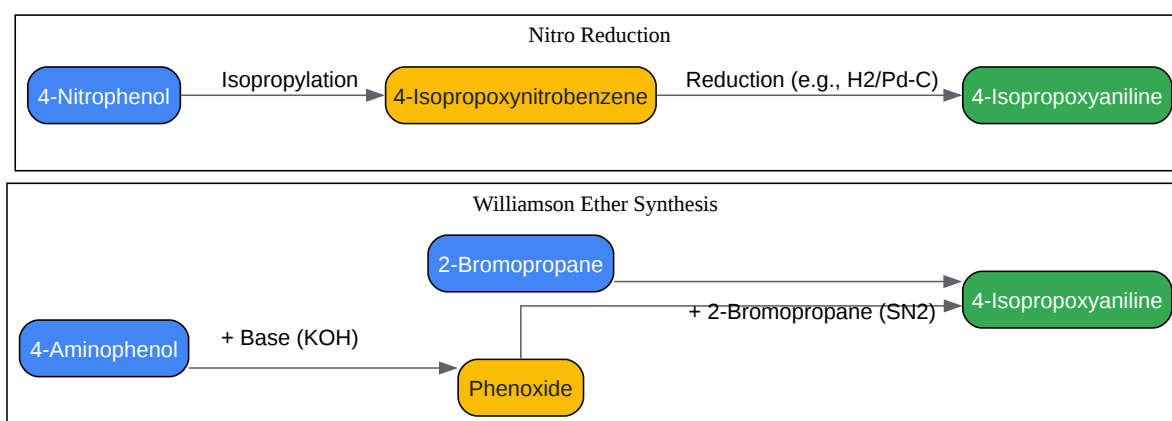 Nitro Reduction
4-Nitrophenol
Isopropylation
4-Isopropoxynitrobenzene
Reduction (e.g., H2/Pd-C)
4-Isopropoxyaniline
Williamson Ether Synthesis
2-Bromopropane
4-Isopropoxyaniline
+ 2-Bromopropane (SN2)
4-Aminophenol
+ Base (KOH)
Phenoxide